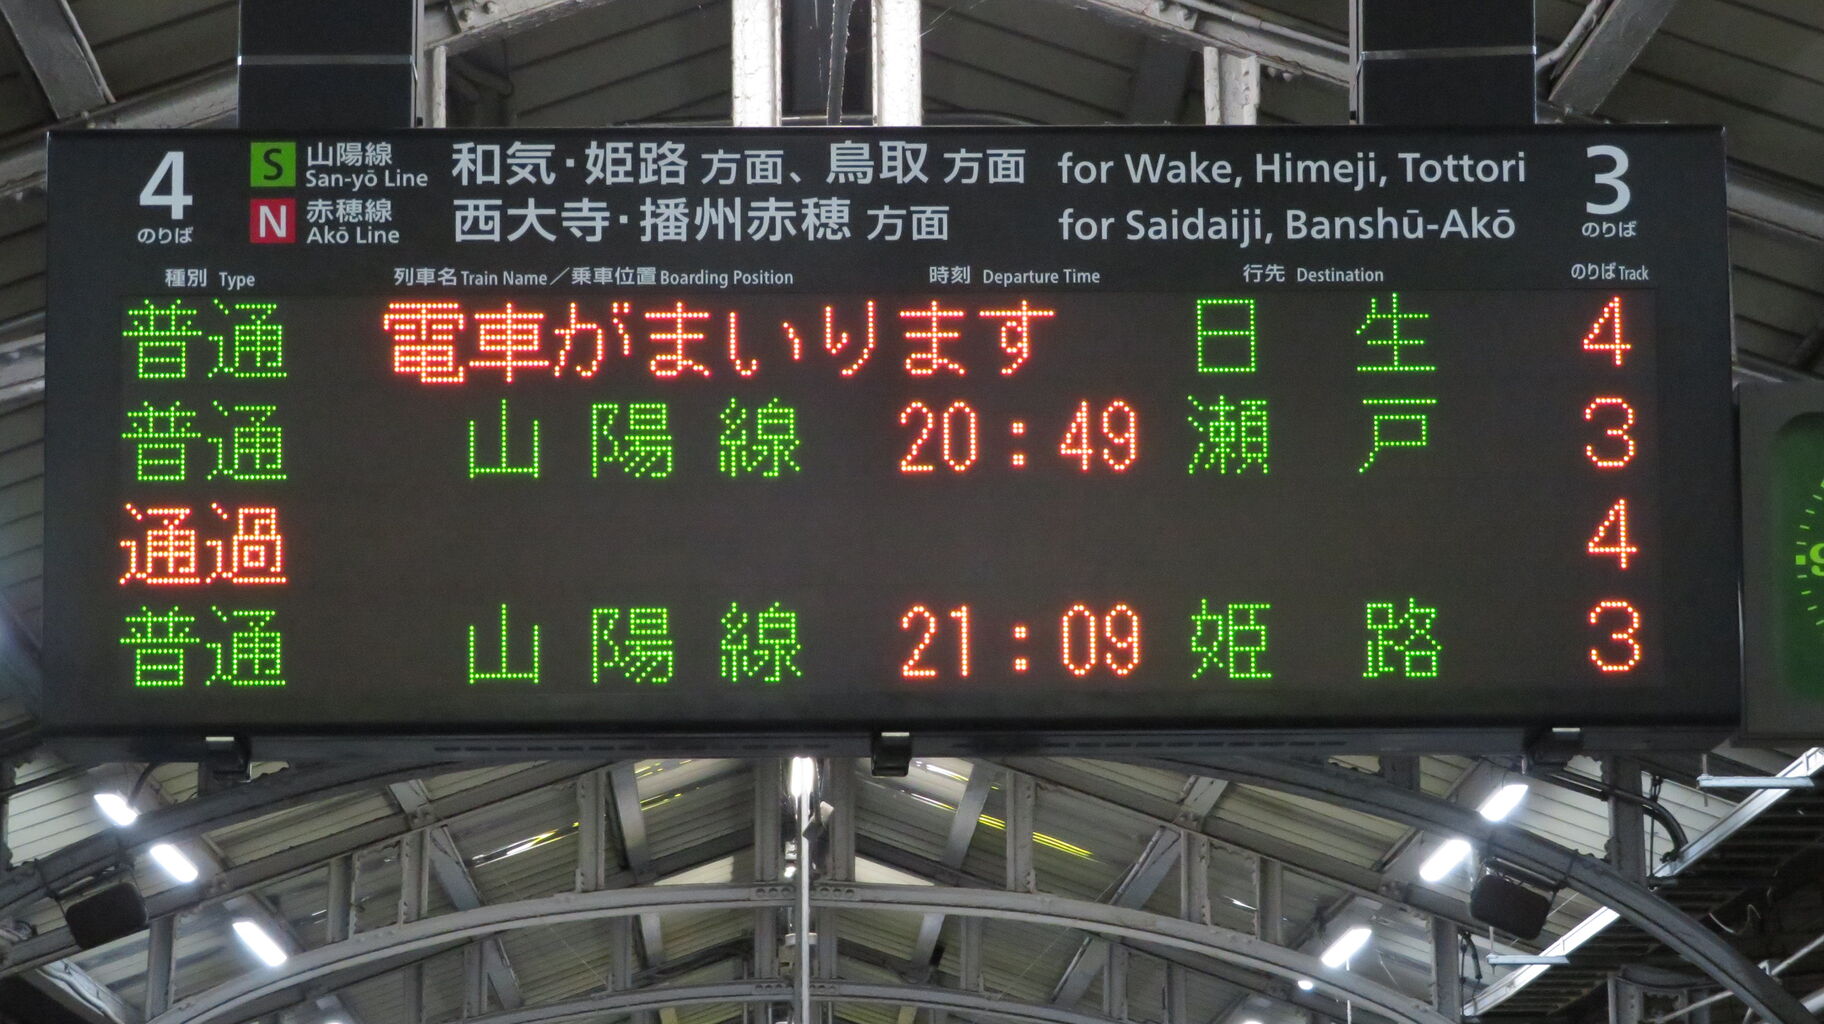 4 のりば
S 山陽線 San-yō Line 和気・姫路 方面、鳥取 方面 for Wake, Himeji, Tottori
N 赤穂線 Akō Line 西大寺・播州赤穂 方面 for Saidaiji, Banshū-Akō
3 のりば
種別 Type 列車名 Train Name／乗車位置 Boarding Position 時刻 Departure Time 行先 Destination のりば Track
普通 電車がまいります 日生 4
普通 山陽線 20:49 瀬戸 3
通過 4
普通 山陽線 21:09 姫路 3